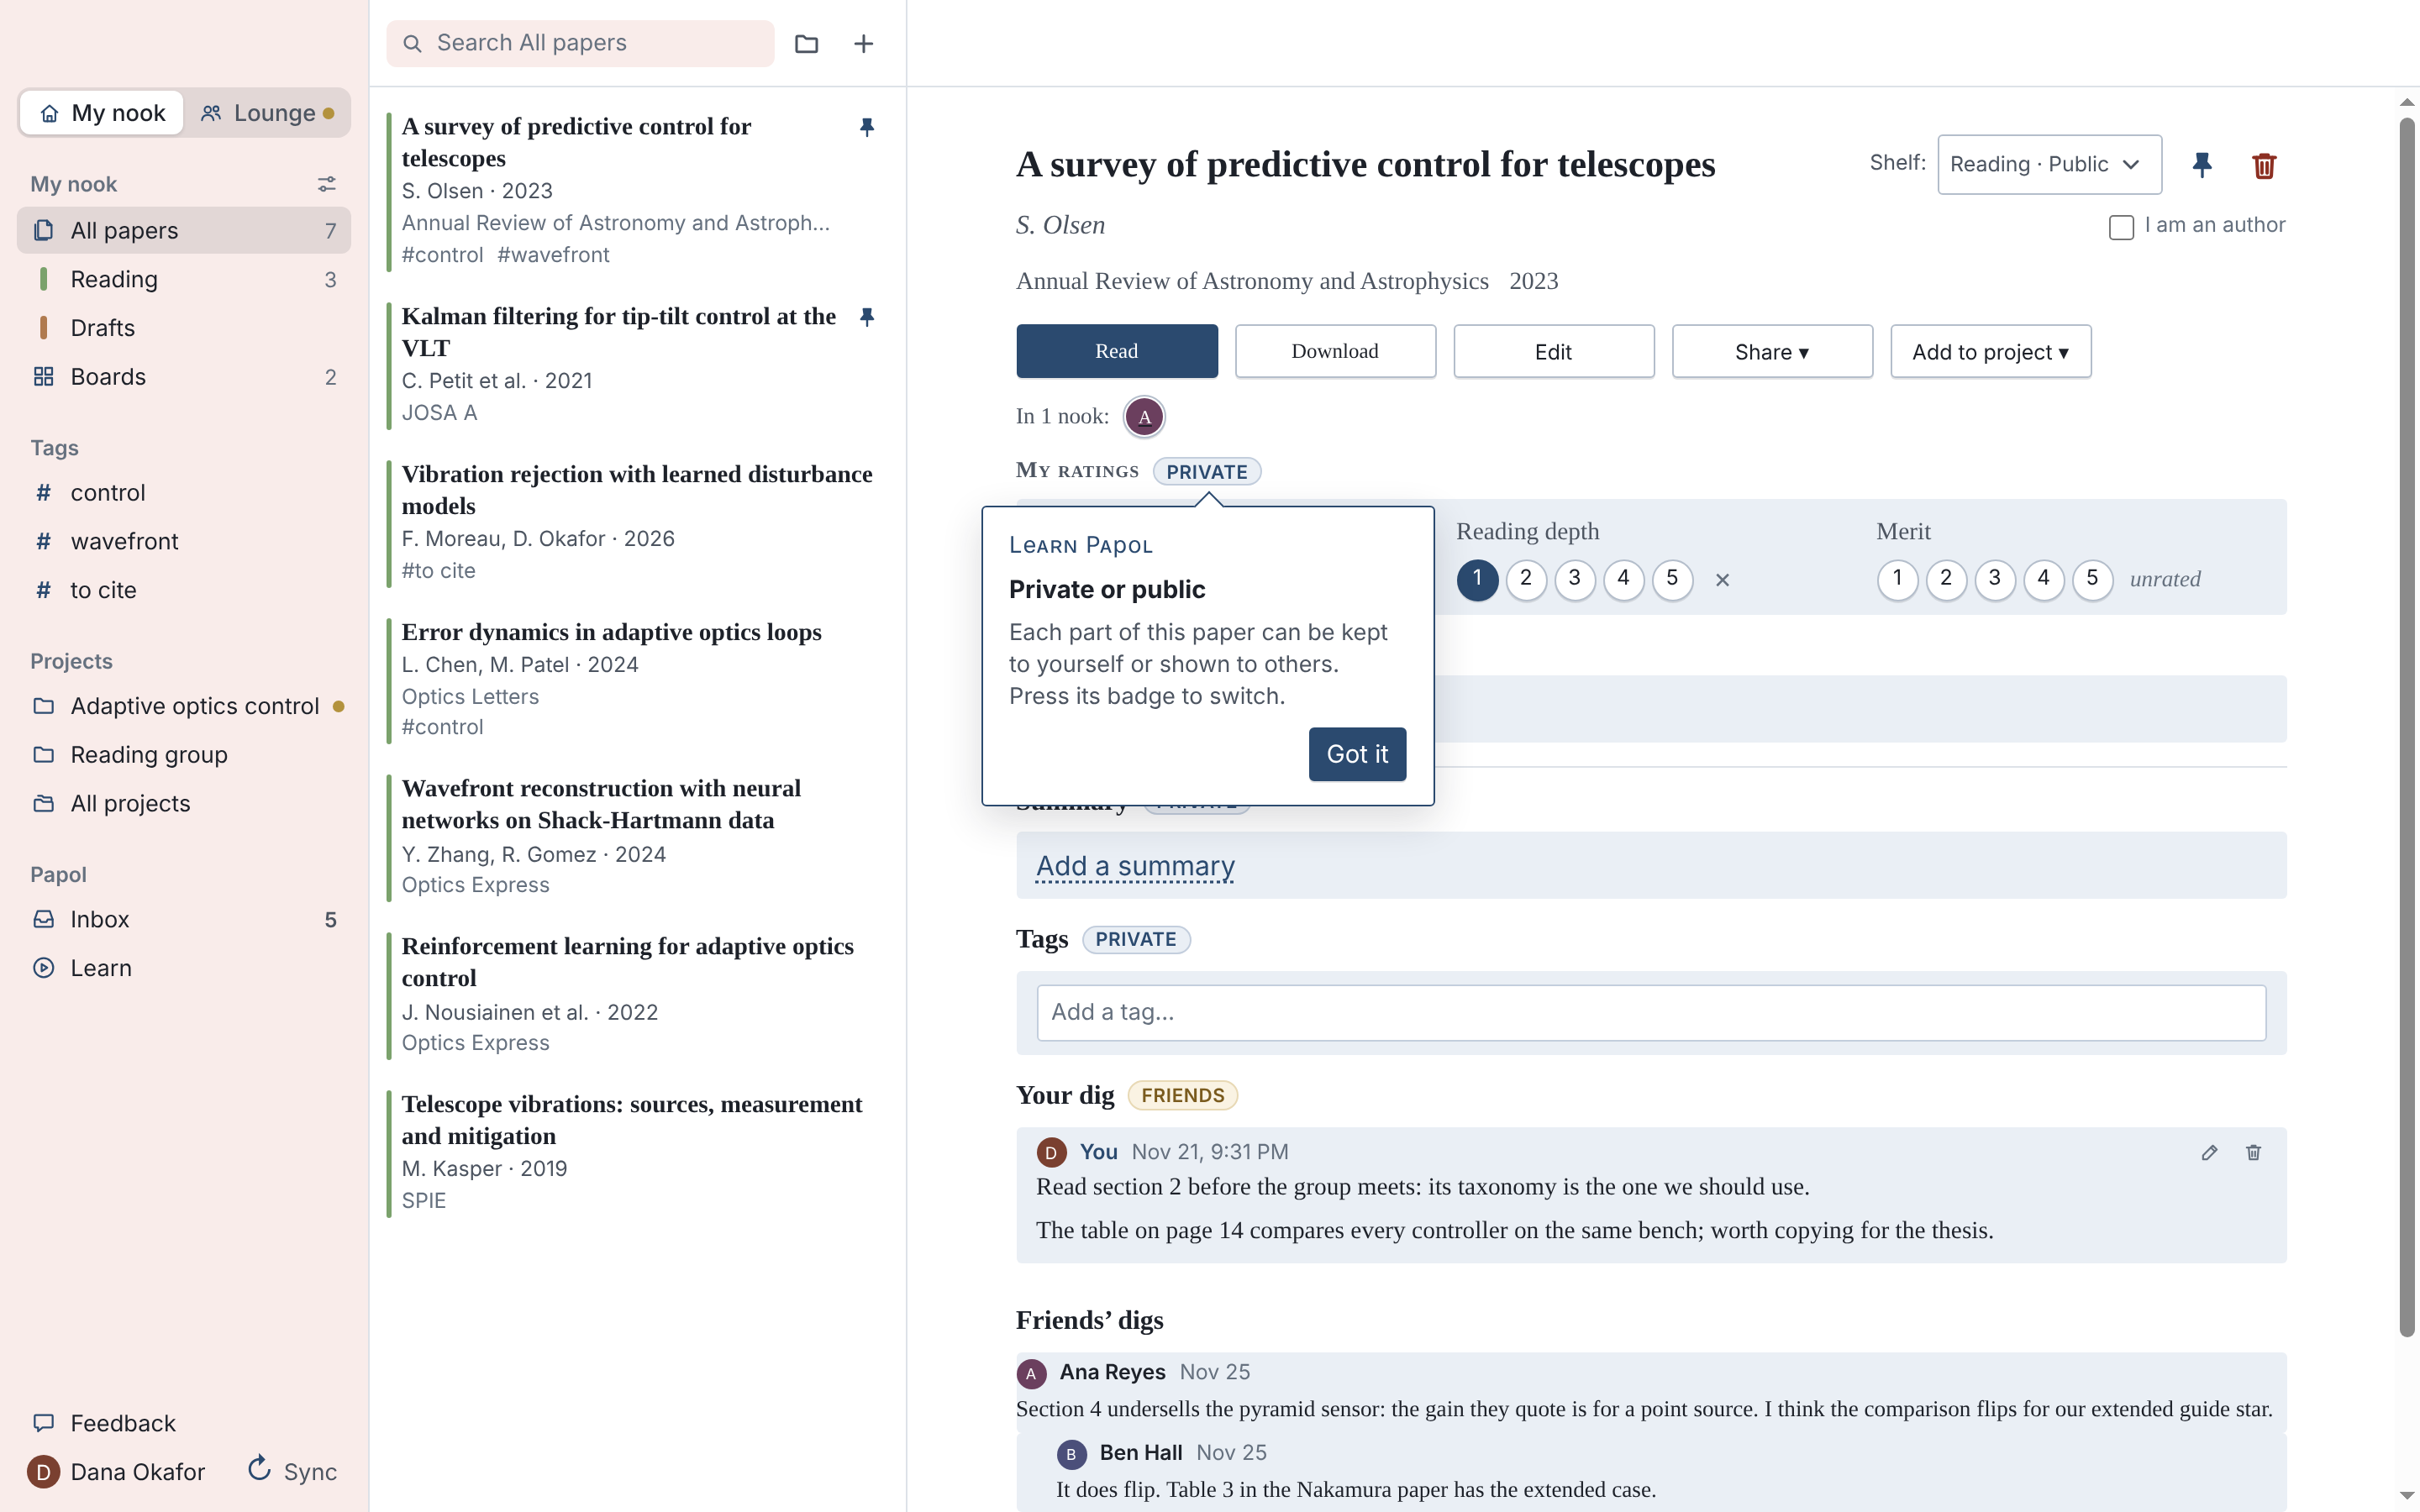 Search All papers
My nook
Lounge
My nook
All papers 7
Reading 3
Drafts
Boards 2
Tags
# control
# wavefront
# to cite
Projects
Adaptive optics control
Reading group
All projects
Papol
Inbox 5
Learn
Feedback
D Dana Okafor Sync
A survey of predictive control for
telescopes
S. Olsen · 2023
Annual Review of Astronomy and Astroph...
#control #wavefront
Kalman filtering for tip-tilt control at the
VLT
C. Petit et al. · 2021
JOSA A
Vibration rejection with learned disturbance
models
F. Moreau, D. Okafor · 2026
#to cite
Error dynamics in adaptive optics loops
L. Chen, M. Patel · 2024
Optics Letters
#control
Wavefront reconstruction with neural
networks on Shack-Hartmann data
Y. Zhang, R. Gomez · 2024
Optics Express
Reinforcement learning for adaptive optics
control
J. Nousiainen et al. · 2022
Optics Express
Telescope vibrations: sources, measurement
and mitigation
M. Kasper · 2019
SPIE
A survey of predictive control for telescopes
Shelf: Reading · Public
S. Olsen
I am an author
Annual Review of Astronomy and Astrophysics 2023
Read Download Edit Share ▾ Add to project ▾
In 1 nook: A
My ratings PRIVATE
Learn Papol
Private or public
Each part of this paper can be kept
to yourself or shown to others.
Press its badge to switch.
Got it
Reading depth
1 2 3 4 5 ×
Merit
1 2 3 4 5 unrated
Summary PRIVATE
Add a summary
Tags PRIVATE
Add a tag...
Your dig FRIENDS
D You Nov 21, 9:31 PM
Read section 2 before the group meets: its taxonomy is the one we should use.
The table on page 14 compares every controller on the same bench; worth copying for the thesis.
Friends’ digs
A Ana Reyes Nov 25
Section 4 undersells the pyramid sensor: the gain they quote is for a point source. I think the comparison flips for our extended guide star.
B Ben Hall Nov 25
It does flip. Table 3 in the Nakamura paper has the extended case.